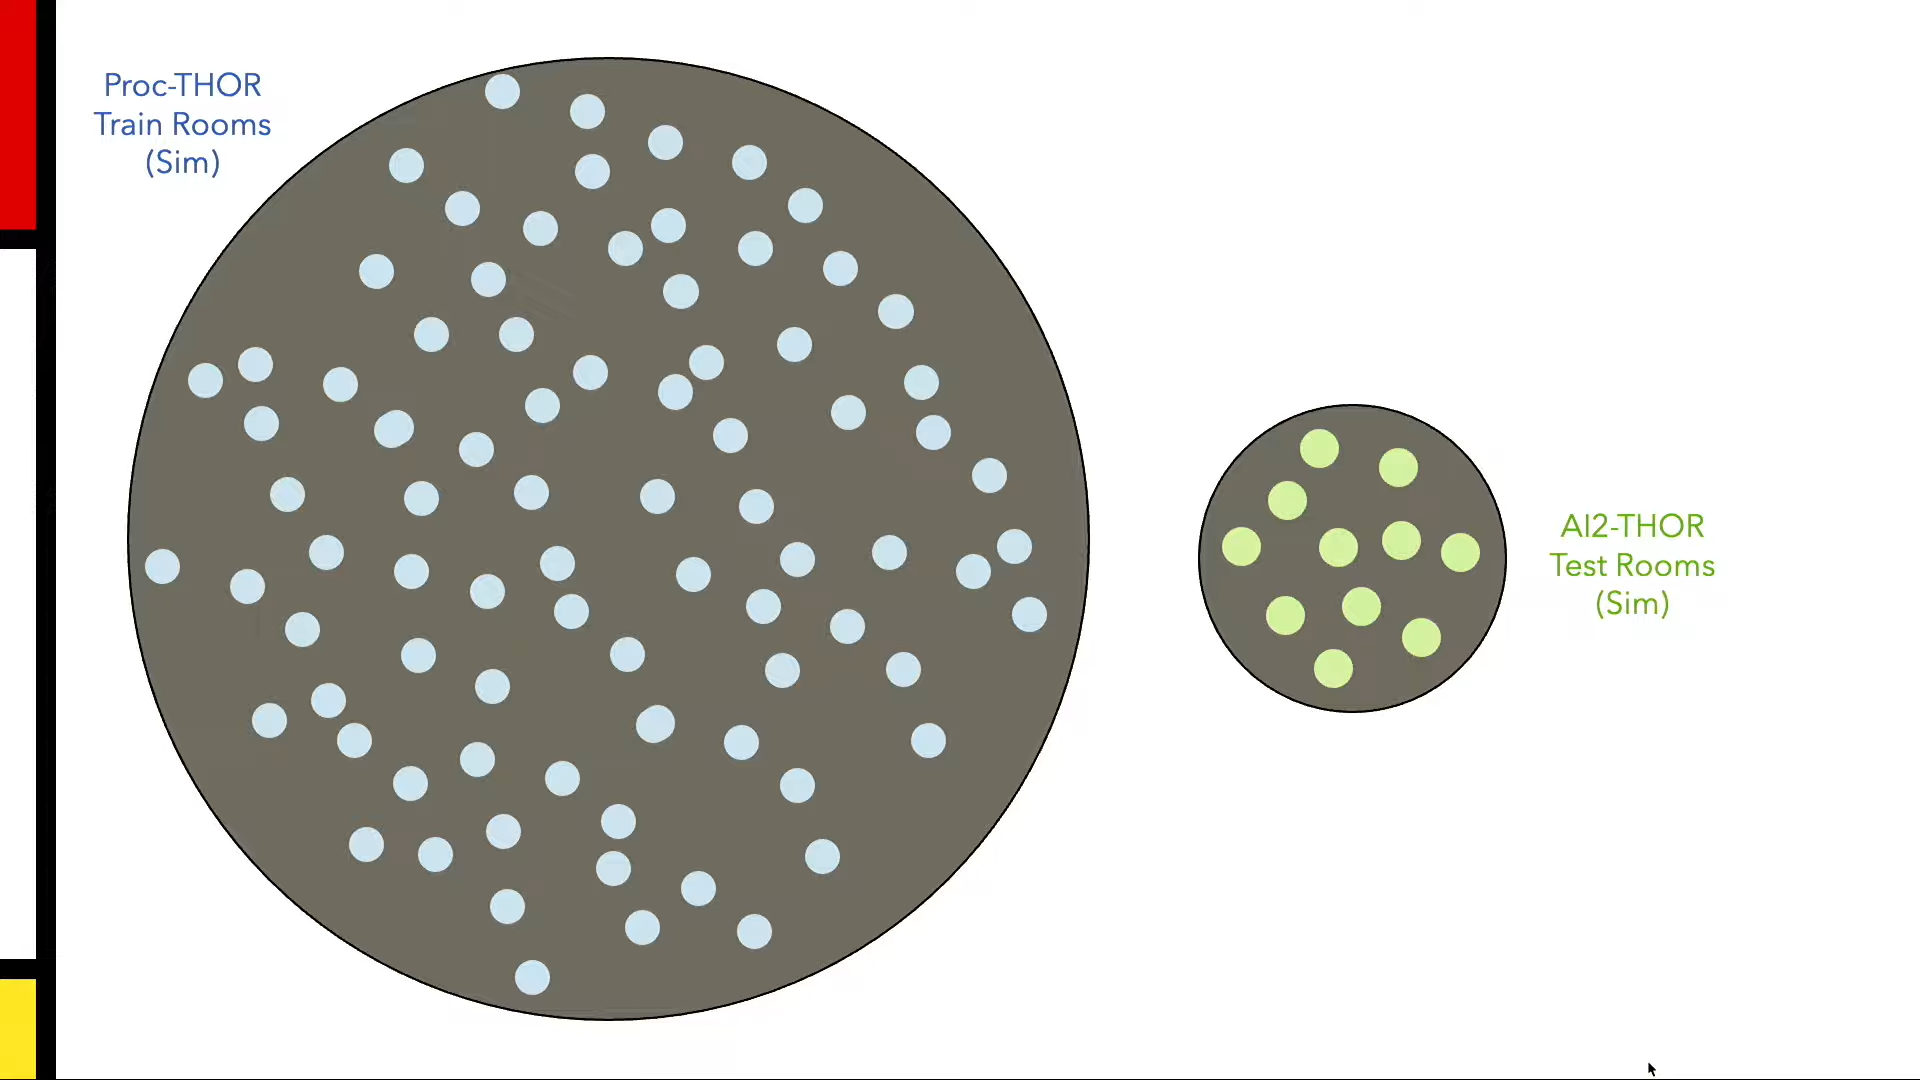 Proc-THOR
Train Rooms
(Sim)
AI2-THOR
Test Rooms
(Sim)